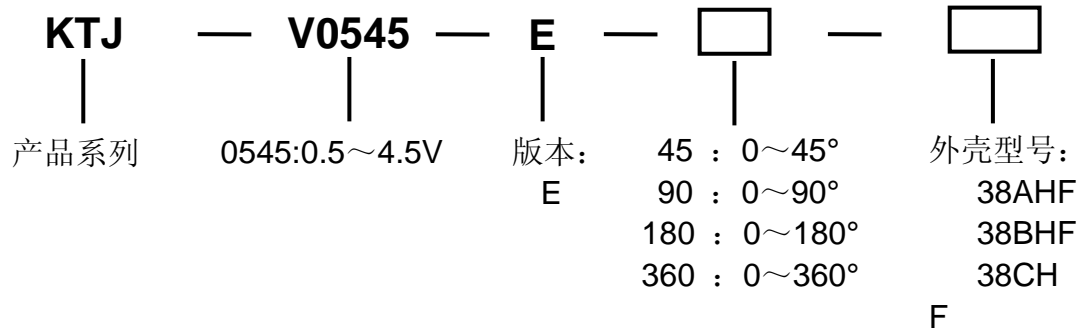 KTJ — V0545 — E — □ — □
产品系列 0545:0.5～4.5V 版本： 45 ：0～45° 外壳型号：
E 90 ：0～90° 38AHF
180 ：0～180° 38BHF
360 ：0～360° 38CH
F